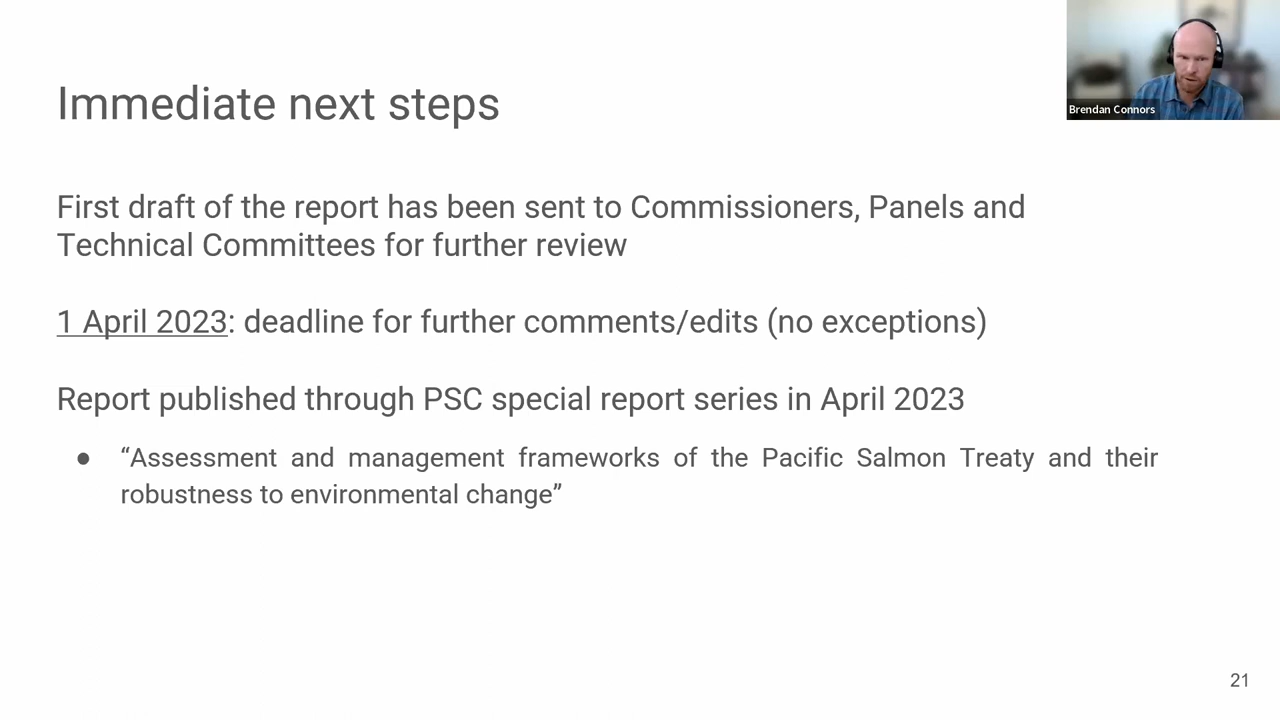 Immediate next steps
Brendan Connors
First draft of the report has been sent to Commissioners, Panels and
Technical Committees for further review
1 April 2023: deadline for further comments/edits (no exceptions)
Report published through PSC special report series in April 2023
● “Assessment and management frameworks of the Pacific Salmon Treaty and their
robustness to environmental change”
21